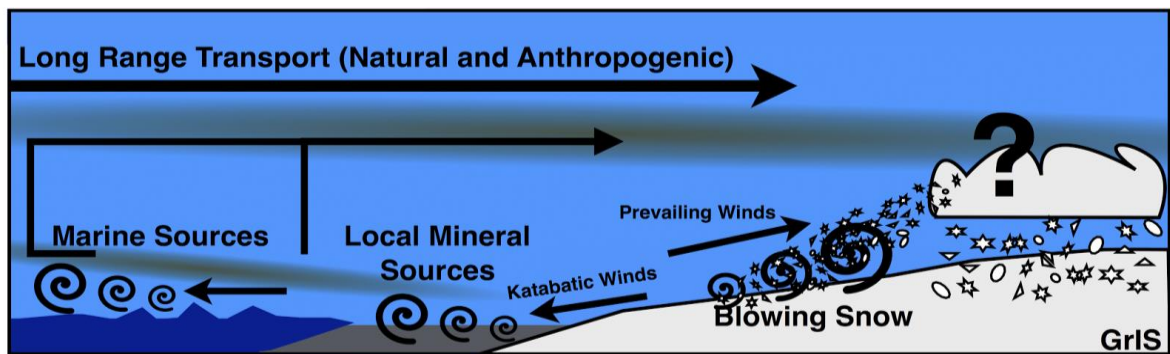 Long Range Transport (Natural and Anthropogenic)
?
Prevailing Winds
Marine Sources
Local Mineral
Sources
Katabatic Winds
Blowing Snow
GrIS